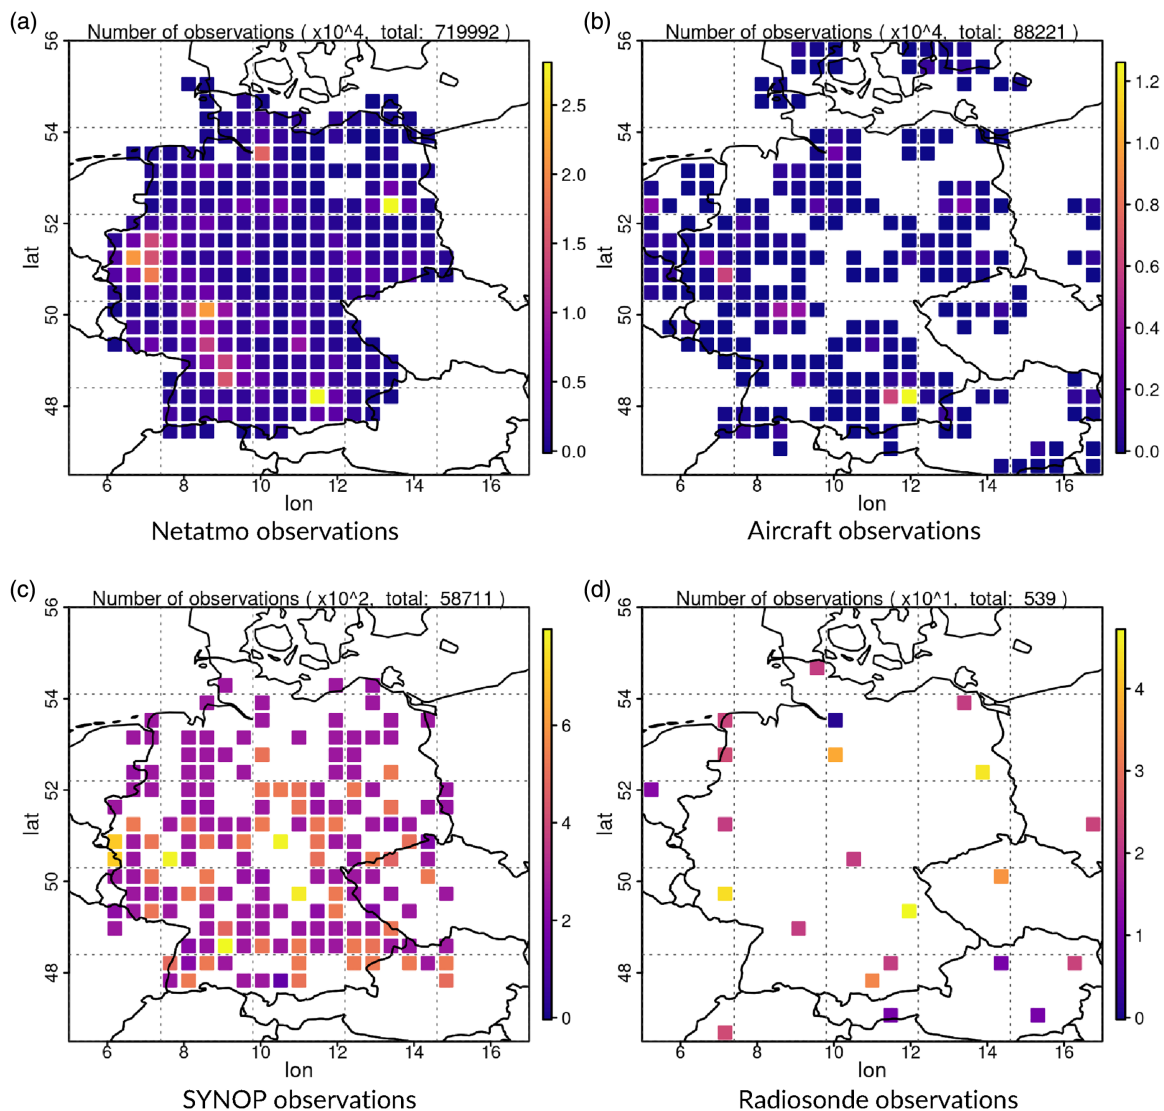 (a)
Number of observations ( x10^4, total: 719992 )
56
54
52
50
48
lat
6 8 10 12 14 16
lon
2.5
2.0
1.5
1.0
0.5
0.0
Netatmo observations
(b)
Number of observations ( x10^4, total: 88221 )
56
54
52
50
48
lat
6 8 10 12 14 16
lon
1.2
1.0
0.8
0.6
0.4
0.2
0.0
Aircraft observations
(c)
Number of observations ( x10^2, total: 58711 )
56
54
52
50
48
lat
6 8 10 12 14 16
lon
6
4
2
0
SYNOP observations
(d)
Number of observations ( x10^1, total: 539 )
56
54
52
50
48
lat
6 8 10 12 14 16
lon
4
3
2
1
0
Radiosonde observations